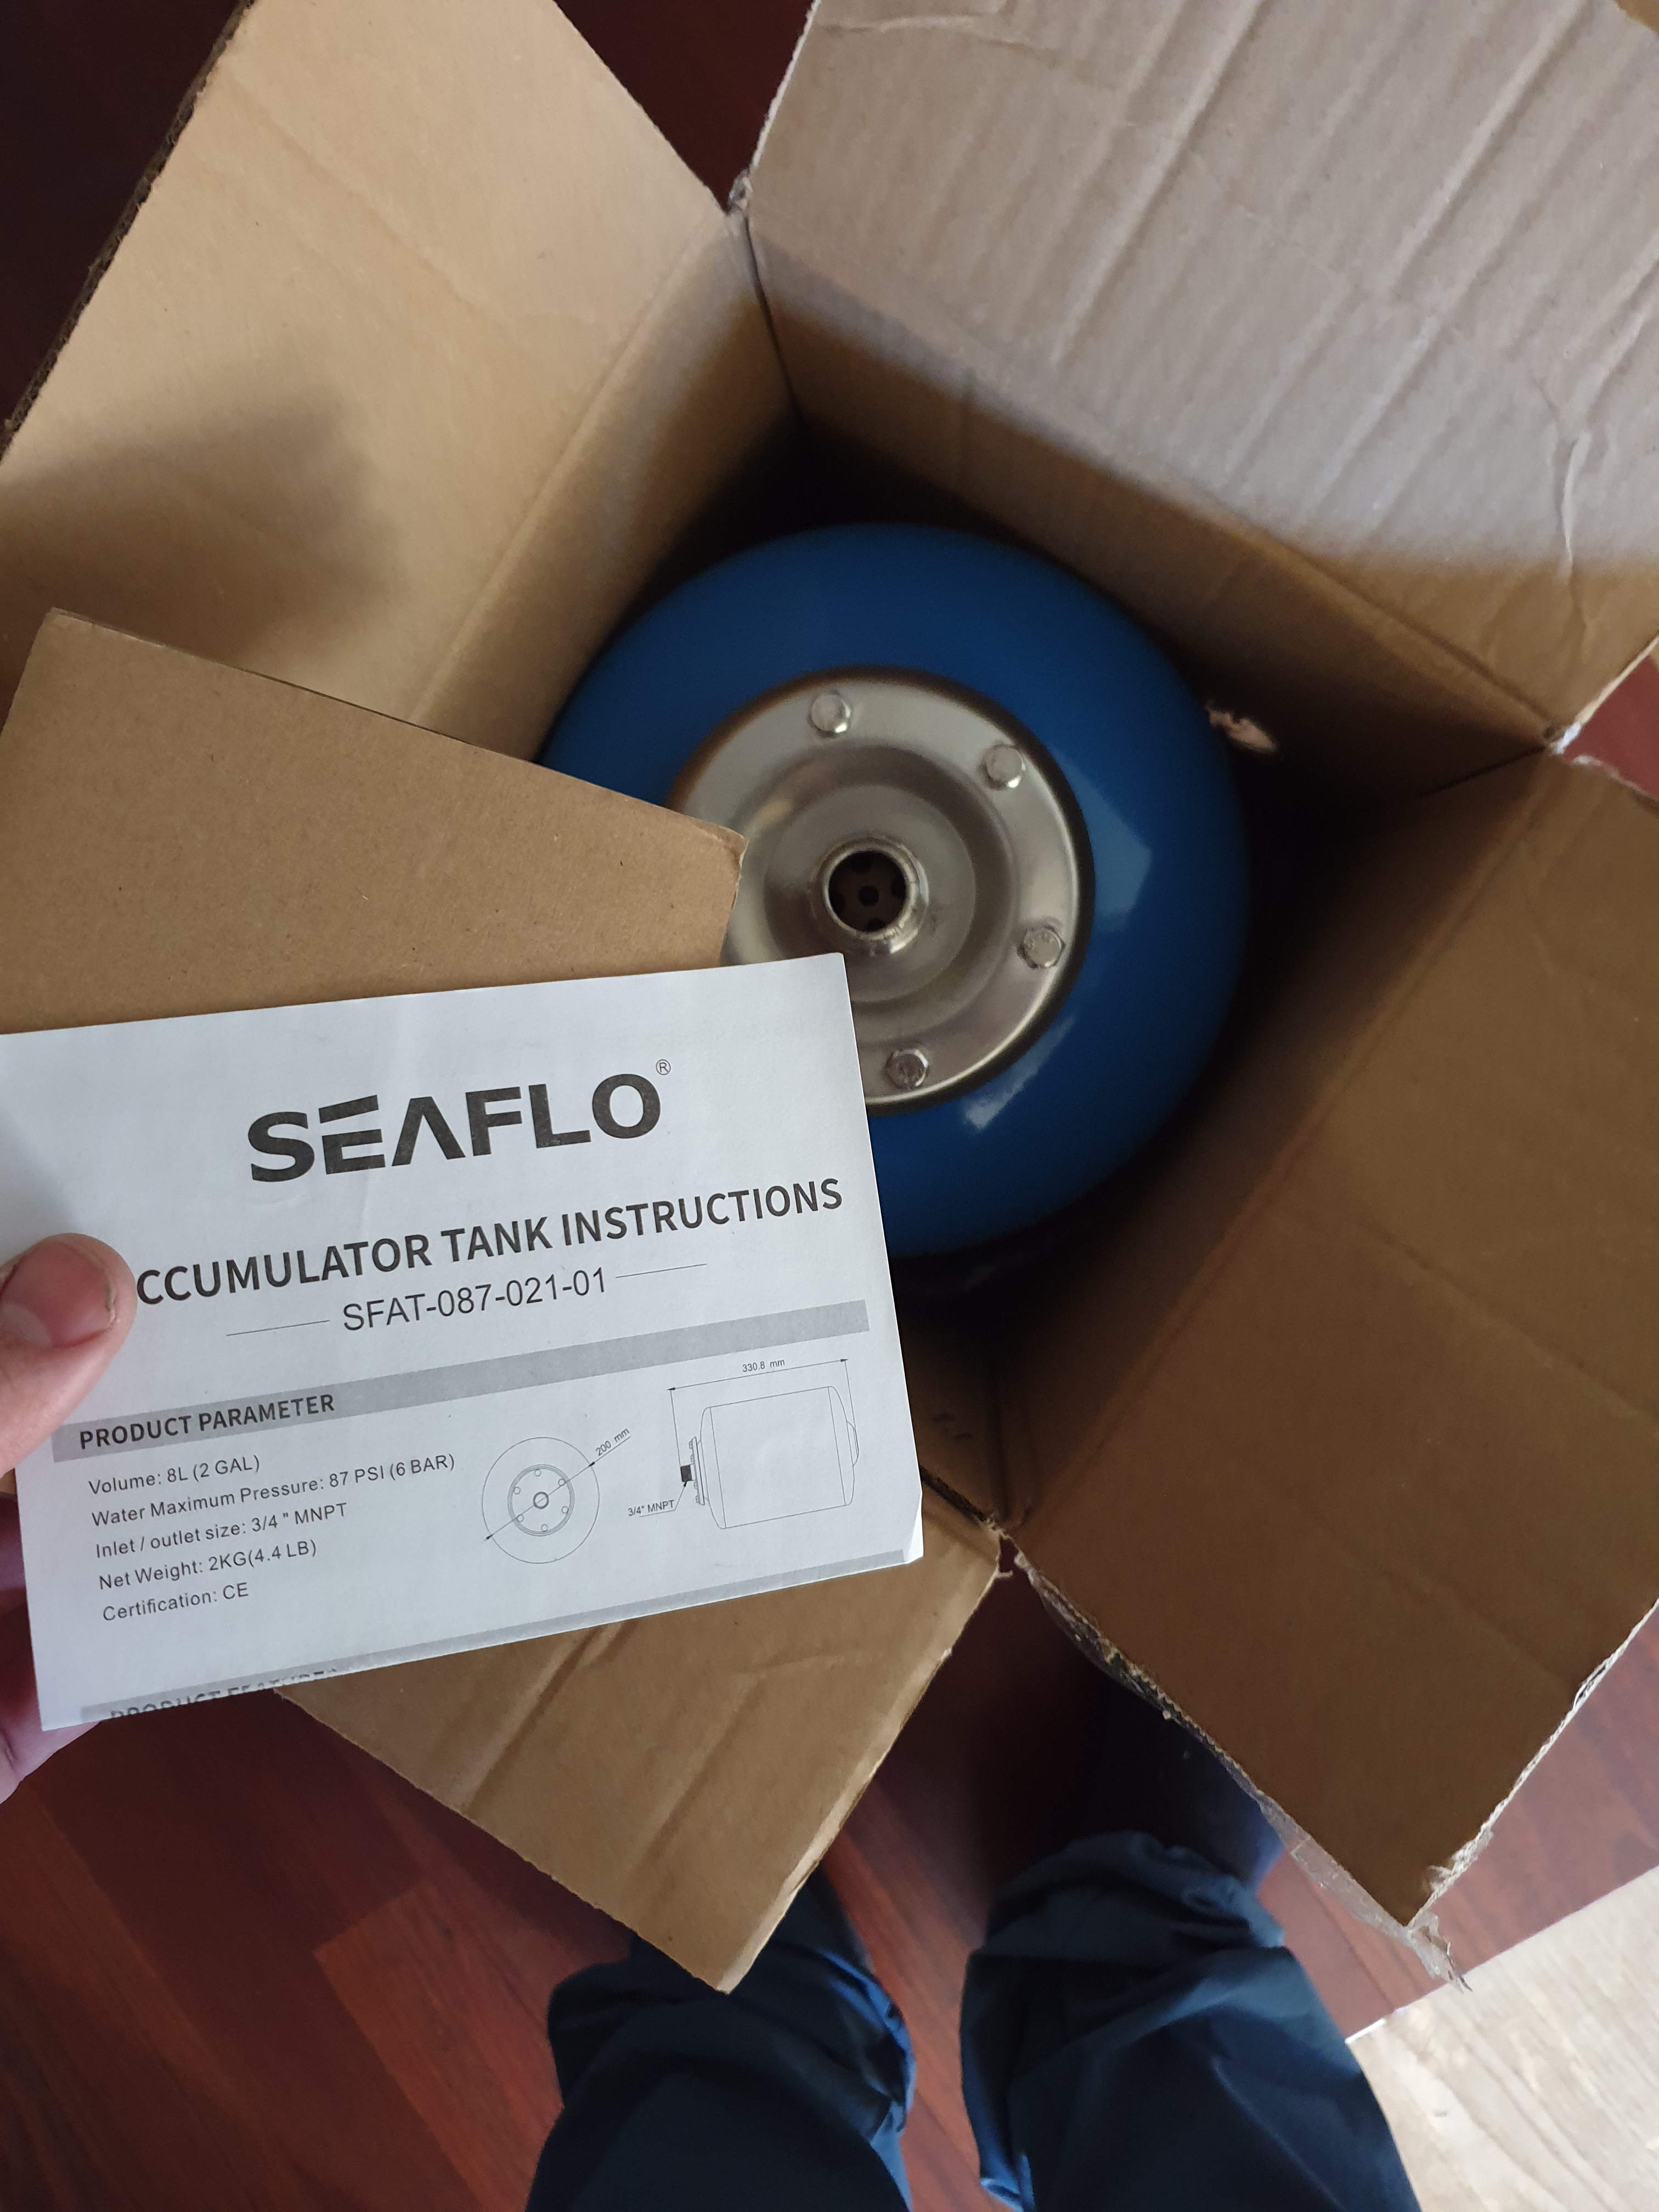 SEAFLO®
CCUMULATOR TANK INSTRUCTIONS
SFAT-087-021-01
PRODUCT PARAMETER
Volume: 8L (2 GAL)
Water Maximum Pressure: 87 PSI (6 BAR)
Inlet / outlet size: 3/4 " MNPT
Net Weight: 2KG(4.4 LB)
Certification: CE
200 mm
330.8 mm
3/4" MNPT
PRODUCT FEATURES